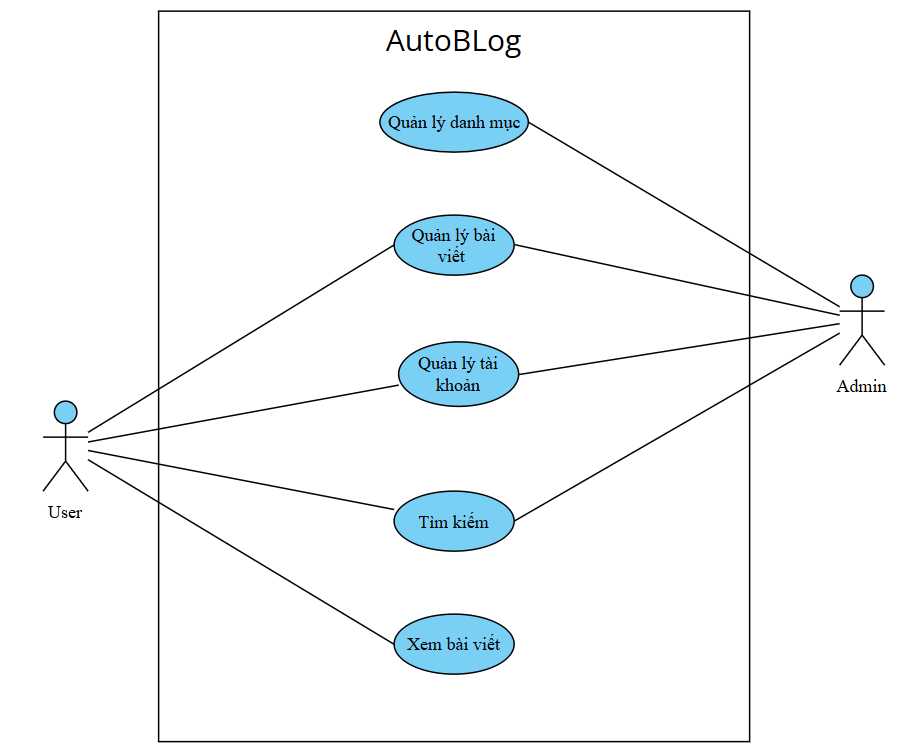 AutoBLog
Quản lý danh mục
Quản lý bài
viết
Quản lý tài
khoản
Admin
User
Tìm kiếm
Xem bài viết